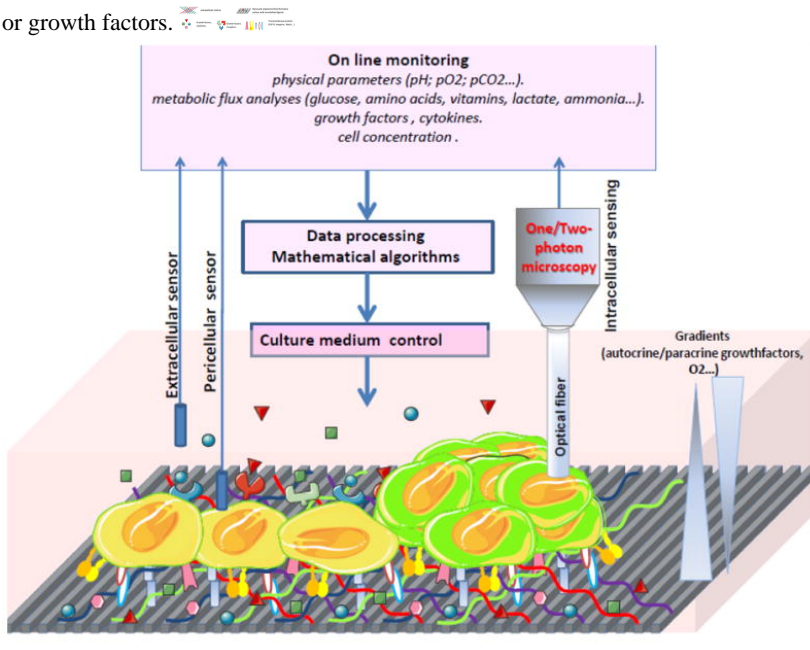 or growth factors.
On line monitoring
physical parameters (pH; pO2; pCO2...).
metabolic flux analyses (glucose, amino acids, vitamins, lactate, ammonia...).
growth factors , cytokines.
cell concentration .
Data processing
Mathematical algorithms
Culture medium control
Extracellular sensor
Pericellular sensor
One/Two-
photon
microscopy
Intracellular sensing
Optical fiber
Gradients
(autocrine/paracrine growthfactors,
O2...)